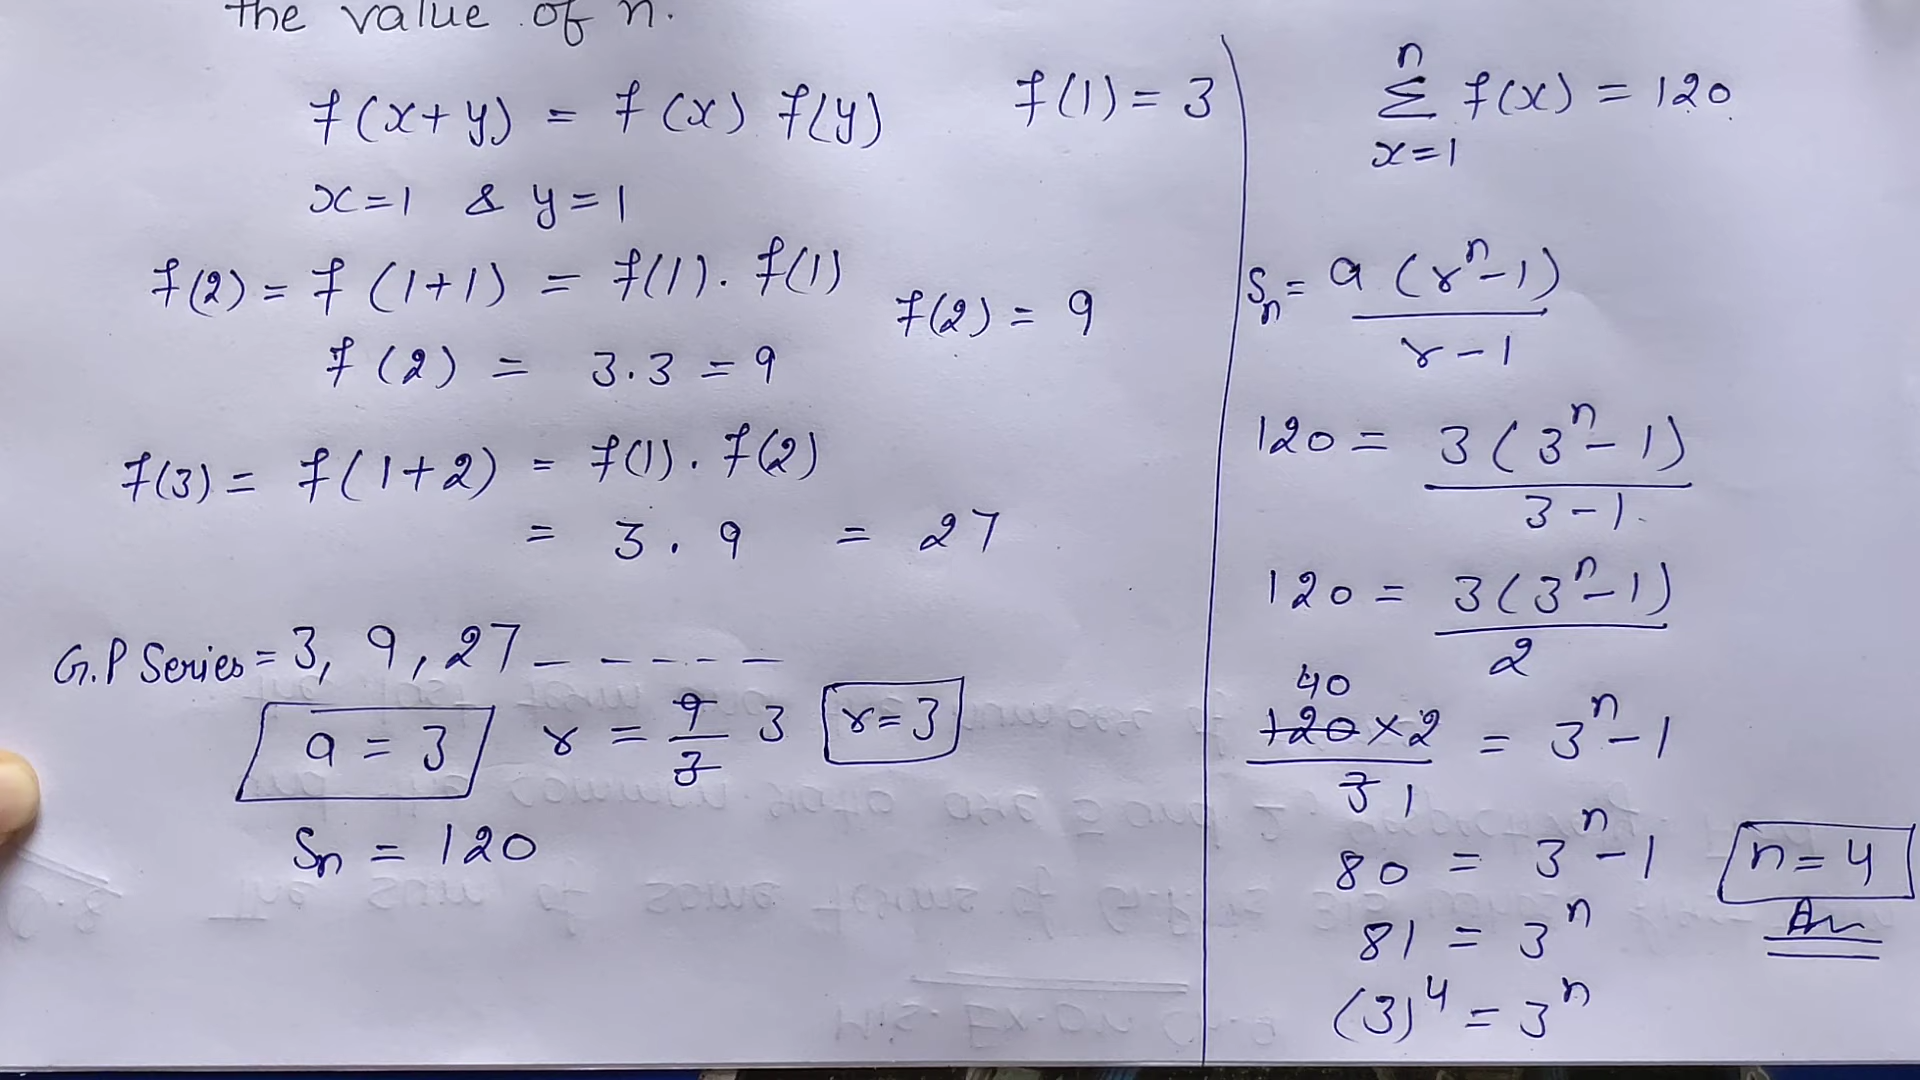 the value of n.
f(x+y) = f(x) f(y) f(1) = 3
x=1 & y=1
f(2) = f(1+1) = f(1). f(1)
f(2) = 9
f(2) = 3.3 = 9
f(3) = f(1+2) = f(1). f(2)
= 3 . 9 = 27
G.P Series = 3, 9, 27 - - - - -
a = 3 r = 9/3 3 r = 3
Sn = 120
n
Σ f(x) = 120
x=1
Sn = a (r^n - 1)
r - 1
120 = 3 (3^n - 1)
3 - 1.
120 = 3 (3^n - 1)
2
40
120 × 2 = 3^n - 1
3 1
80 = 3^n - 1
n = 4
81 = 3^n
An
(3)^4 = 3^n